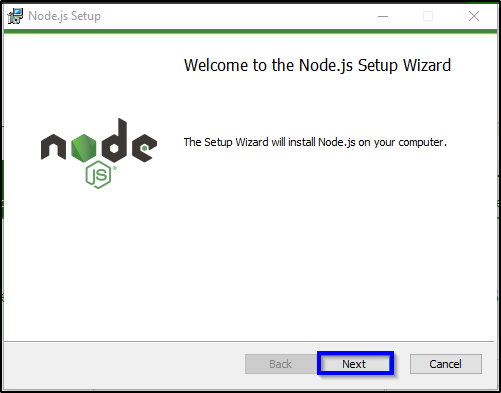 Node.js Setup
Welcome to the Node.js Setup Wizard
node
JS
®
The Setup Wizard will install Node.js on your computer.
Back
Next
Cancel